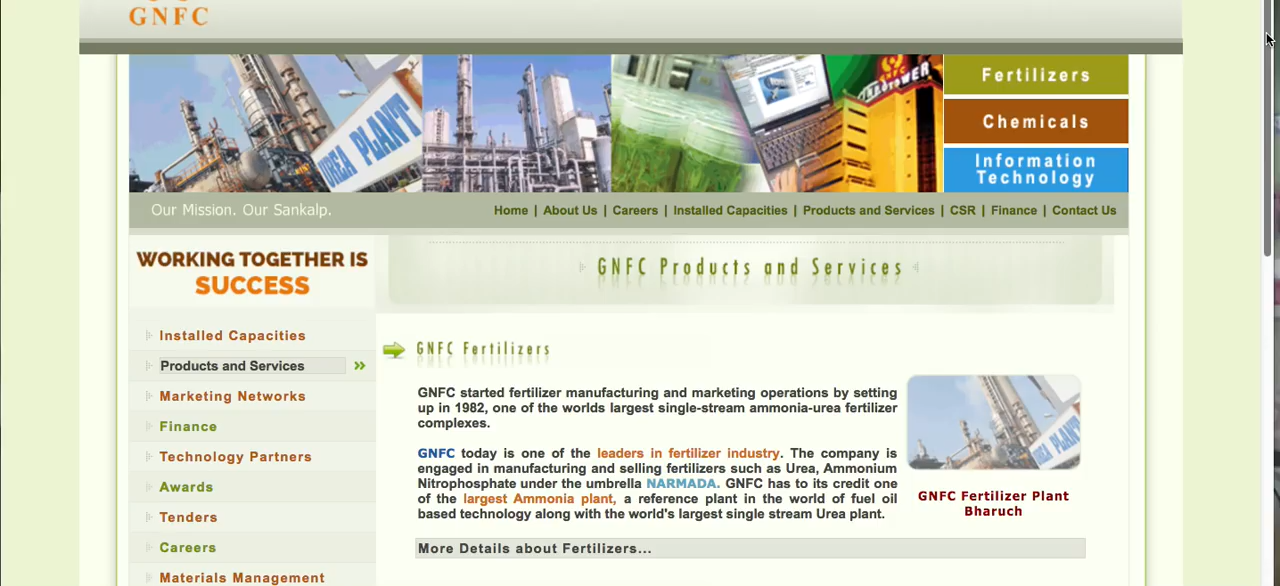 GNFC
UREA PLANT
GNFC
INFOTOWER
Fertilizers
Chemicals
Information
Technology
Our Mission. Our Sankalp.
Home | About Us | Careers | Installed Capacities | Products and Services | CSR | Finance | Contact Us
WORKING TOGETHER IS
SUCCESS
GNFC Products and Services
Installed Capacities
Products and Services
Marketing Networks
Finance
Technology Partners
Awards
Tenders
Careers
Materials Management
GNFC Fertilizers
GNFC started fertilizer manufacturing and marketing operations by setting
up in 1982, one of the worlds largest single-stream ammonia-urea fertilizer
complexes.
GNFC today is one of the leaders in fertilizer industry. The company is
engaged in manufacturing and selling fertilizers such as Urea, Ammonium
Nitrophosphate under the umbrella NARMADA. GNFC has to its credit one
of the largest Ammonia plant, a reference plant in the world of fuel oil
based technology along with the world's largest single stream Urea plant.
UREA PLANT
GNFC Fertilizer Plant
Bharuch
More Details about Fertilizers...